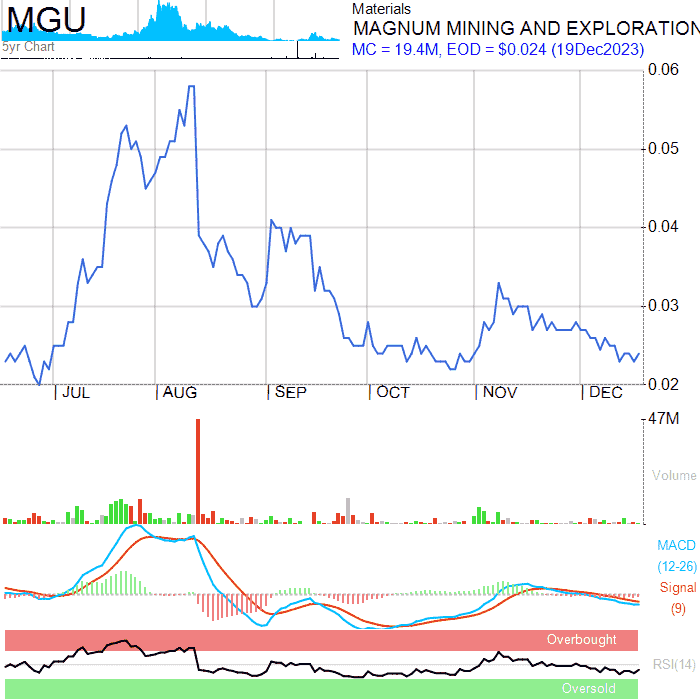 MGU
5yr Chart
Materials
MAGNUM MINING AND EXPLORATION
MC = 19.4M, EOD = $0.024 (19Dec2023)
0.06
0.05
0.04
0.03
0.02
JUL AUG SEP OCT NOV DEC
47M
Volume
MACD
(12-26)
Signal
(9)
Overbought
RSI(14)
Oversold